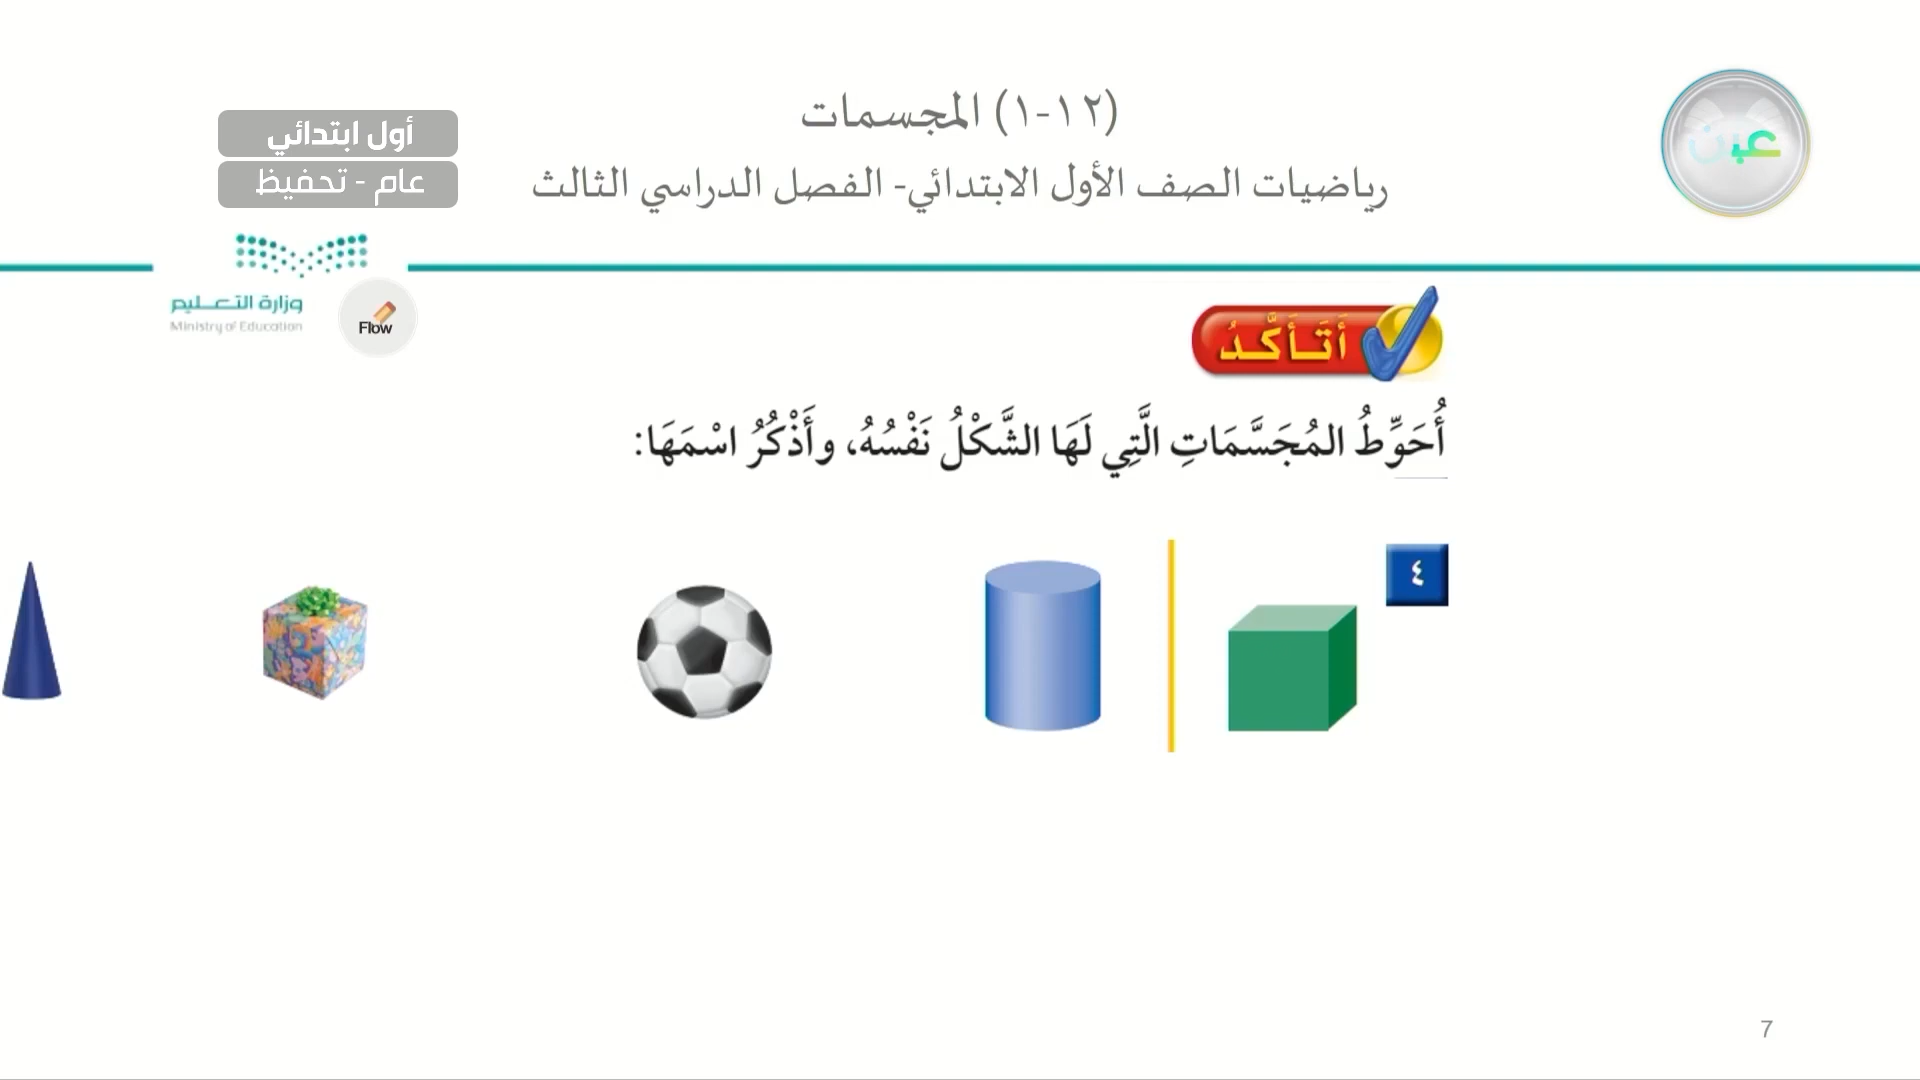 (١٢-١) المجسمات
رياضيات الصف الأول الابتدائي- الفصل الدراسي الثالث
أول ابتدائي
عام - تحفيظ
عين
وزارة التعليم
Ministry of Education
Flow
أَتَأَكَّدُ
أُحَوِّطُ المُجَسَّمَاتِ الَّتِي لَهَا الشَّكْلُ نَفْسُهُ، وأَذْكُرُ اسْمَهَا:
٤
7